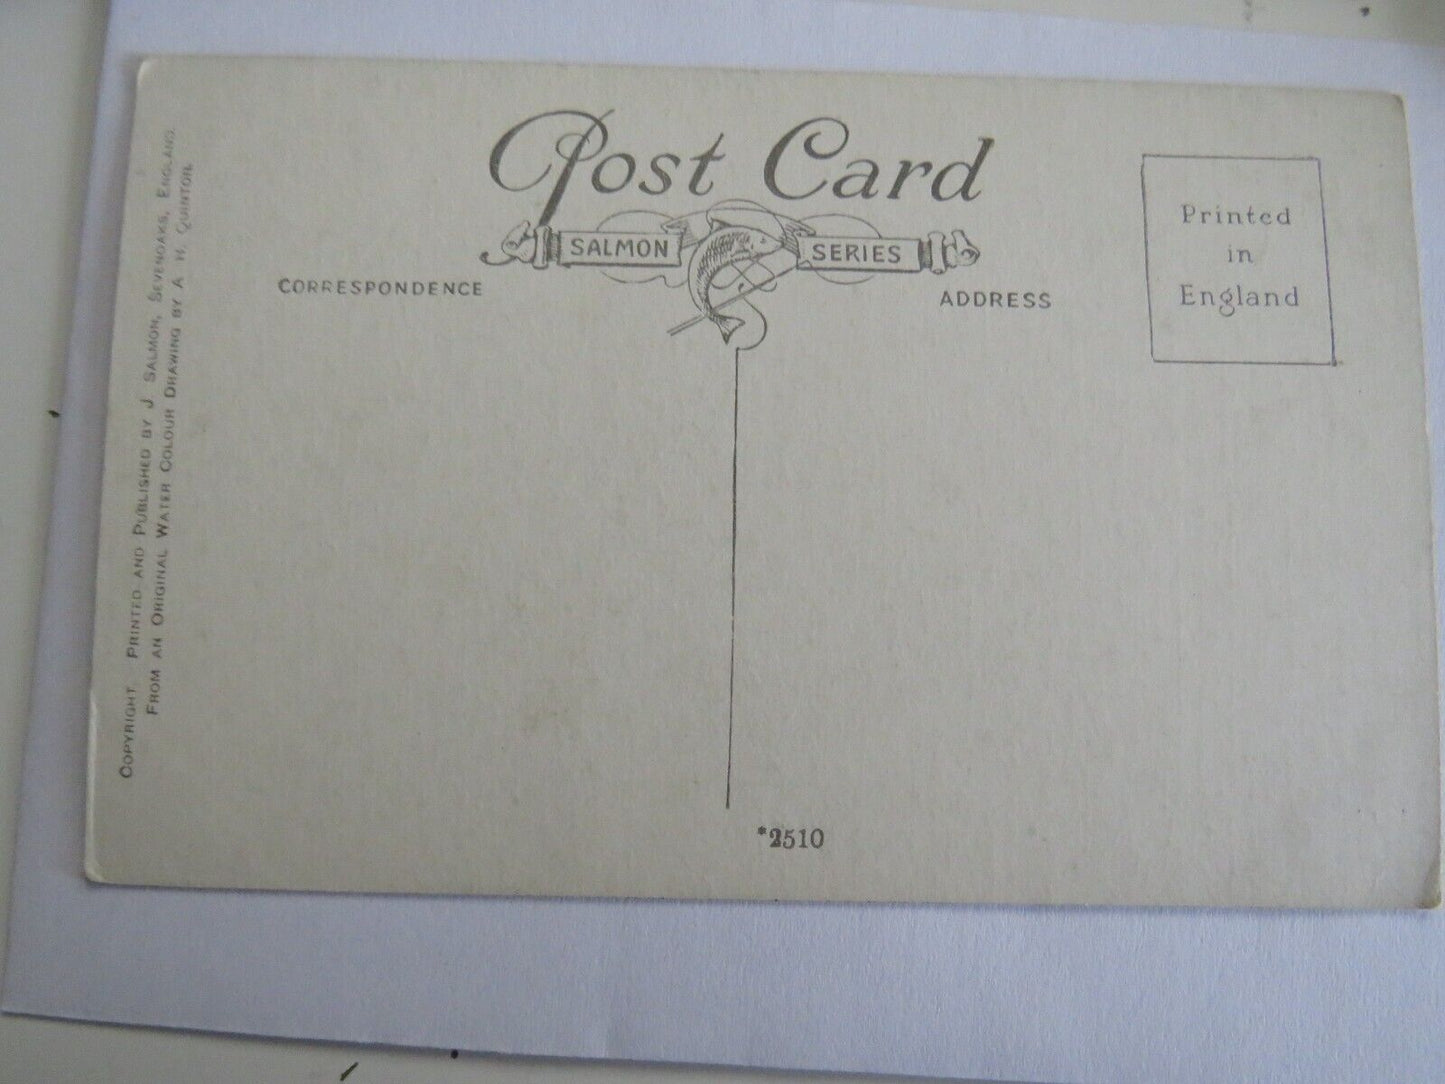 Post Card
SALMON SERIES
CORRESPONDENCE
ADDRESS
Printed
in
England
COPYRIGHT. PRINTED AND PUBLISHED BY J. SALMON, SEVENOAKS, ENGLAND.
FROM AN ORIGINAL WATER COLOUR DRAWING BY A. H. QUINTON.
*2510